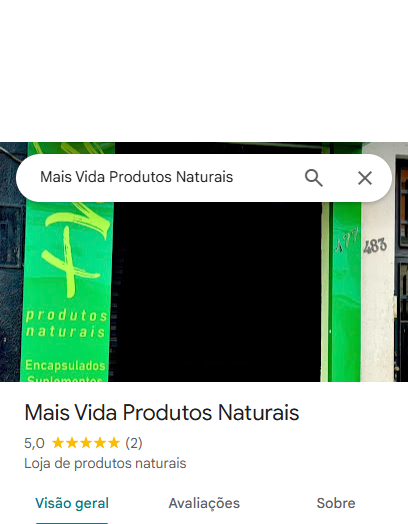 Mais Vida Produtos Naturais
+V
477
483
produtos
naturais
Encapsulados
Suplementos
Mais Vida Produtos Naturais
5,0 (2)
Loja de produtos naturais
Visão geral Avaliações Sobre